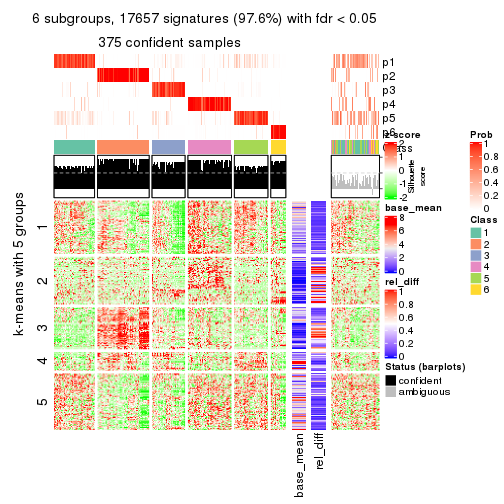 6 subgroups, 17657 signatures (97.6%) with fdr < 0.05
375 confident samples
p1
p2
p3
p4
p5
p6
Class
z-score
2
1
0
-1
-2
Silhouette
score
1
2
3
4
5
k-means with 5 groups
base_mean
rel_diff
base_mean
8
6
4
2
0
rel_diff
1
0.8
0.6
0.4
0.2
0
Status (barplots)
confident
ambiguous
Prob
1
0.8
0.6
0.4
0.2
0
Class
1
2
3
4
5
6